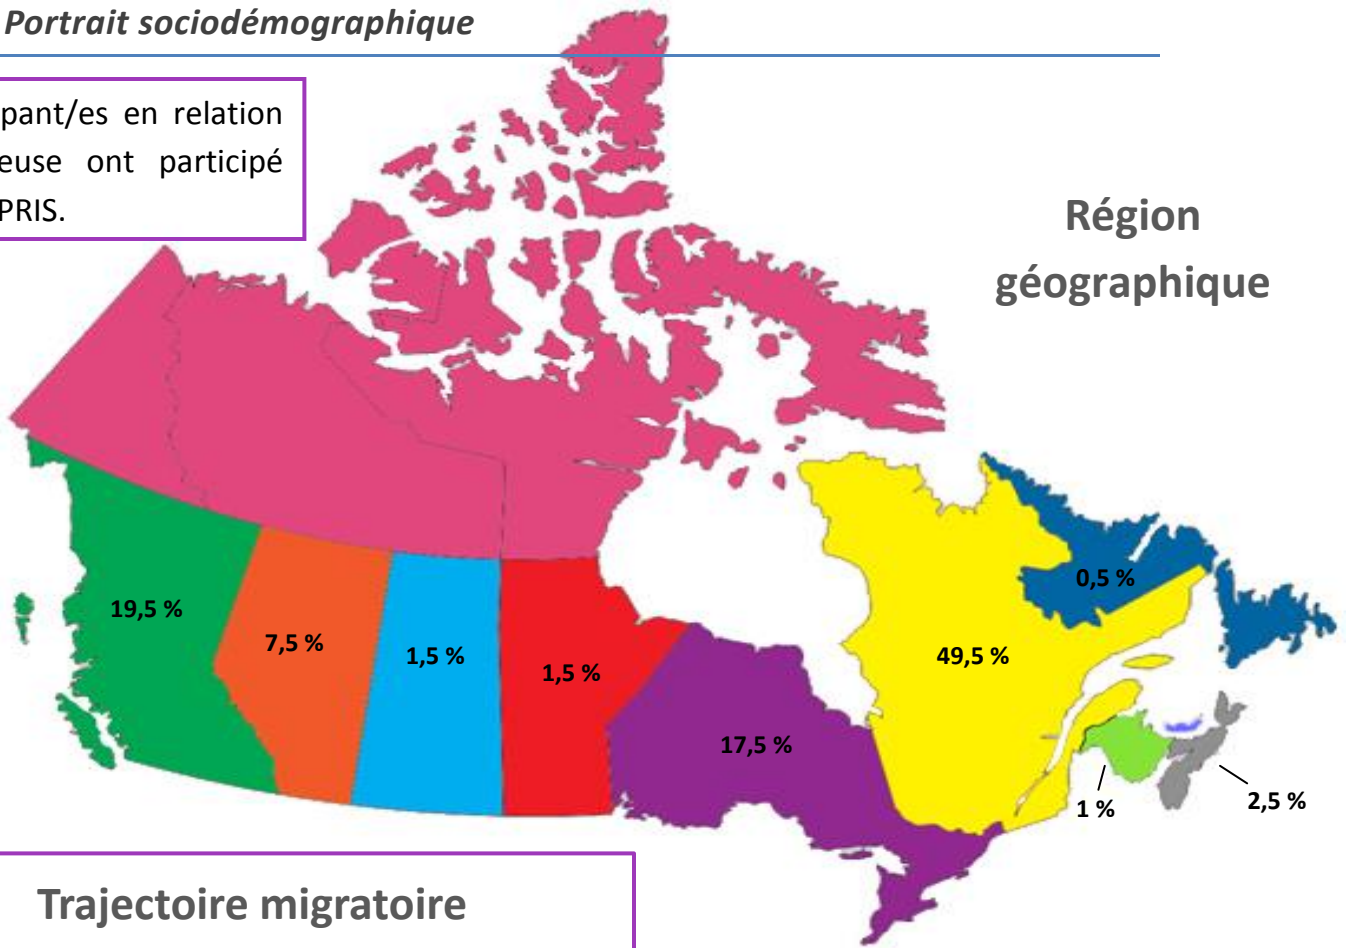 Portrait sociodémographique
pant/es en relation
euse ont participé
PRIS.
Région
géographique
19,5 %
7,5 %
1,5 %
1,5 %
17,5 %
49,5 %
0,5 %
1 %
2,5 %
Trajectoire migratoire